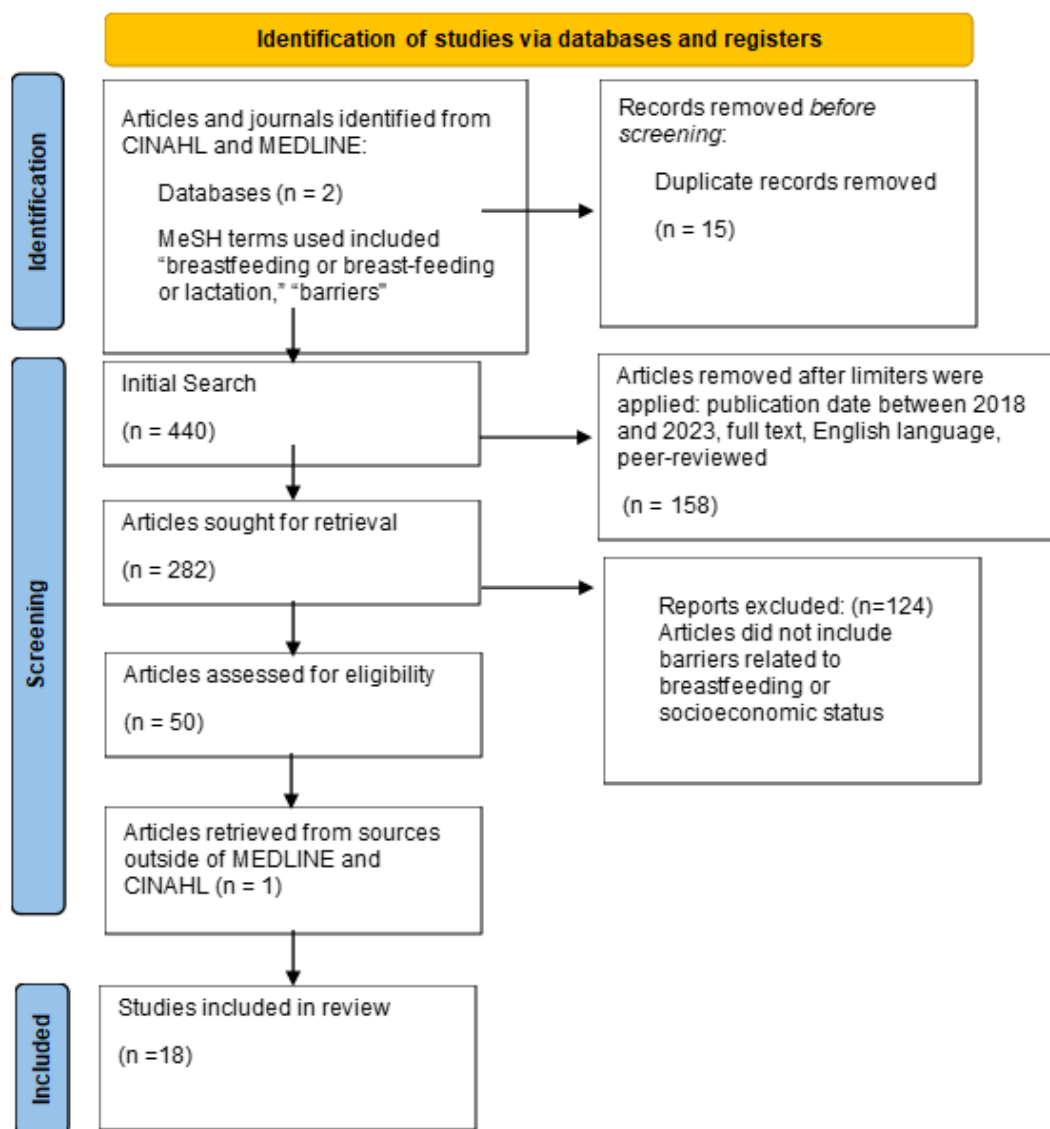 Identification of studies via databases and registers
Identification
Articles and journals identified from
CINAHL and MEDLINE:
Databases (n = 2)
MeSH terms used included
“breastfeeding or breast-feeding
or lactation,” “barriers”
Records removed before
screening:
Duplicate records removed
(n = 15)
Screening
Initial Search
(n = 440)
Articles removed after limiters were
applied: publication date between 2018
and 2023, full text, English language,
peer-reviewed
(n = 158)
Articles sought for retrieval
(n = 282)
Reports excluded: (n=124)
Articles did not include
barriers related to
breastfeeding or
socioeconomic status
Articles assessed for eligibility
(n = 50)
Articles retrieved from sources
outside of MEDLINE and
CINAHL (n = 1)
Included
Studies included in review
(n =18)